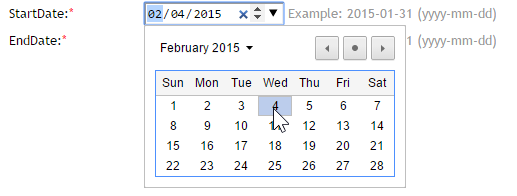 StartDate:* 02/04/2015 Example: 2015-01-31 (yyyy-mm-dd)
EndDate:* 1 (yyyy-mm-dd)
February 2015
Sun Mon Tue Wed Thu Fri Sat
1 2 3 4 5 6 7
8 9 10 12 13 14
15 16 17 18 19 20 21
22 23 24 25 26 27 28